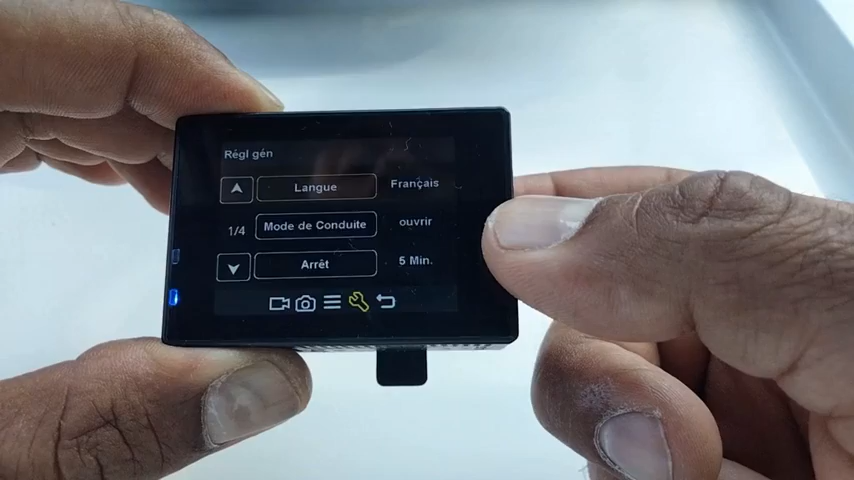 Régl gén
Langue Français
1/4 Mode de Conduite ouvrir
Arrêt 5 Min.